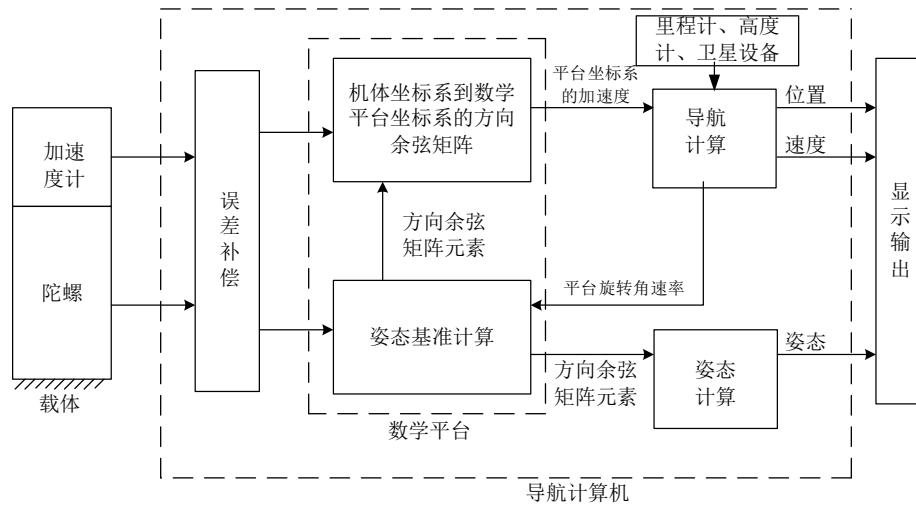 里程计、高度
计、卫星设备
机体坐标系到数学
平台坐标系的方向
余弦矩阵
平台坐标系
的加速度
导航
计算
位置
速度
加速
度计
误差补偿
显示输出
方向余弦
矩阵元素
陀螺
平台旋转角速率
姿态基准计算
方向余弦
矩阵元素
姿态
计算
姿态
载体
数学平台
导航计算机